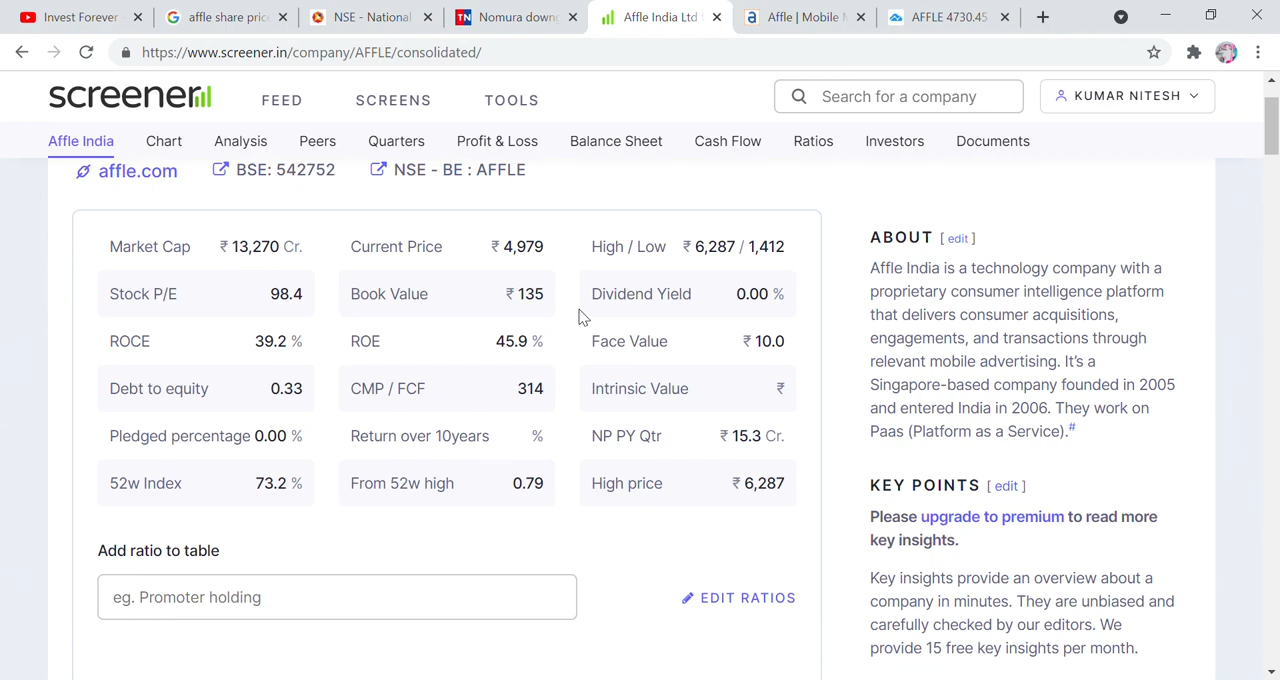 Invest Forever
affle share pric
NSE - National
Nomura down
Affle India Ltd
Affle | Mobile M
AFFLE 4730.45
https://www.screener.in/company/AFFLE/consolidated/
screener
FEED
SCREENS
TOOLS
Search for a company
KUMAR NITESH
Affle India
Chart
Analysis
Peers
Quarters
Profit & Loss
Balance Sheet
Cash Flow
Ratios
Investors
Documents
affle.com
BSE: 542752
NSE - BE : AFFLE
Market Cap ₹ 13,270 Cr.
Current Price ₹ 4,979
High / Low ₹ 6,287 / 1,412
Stock P/E 98.4
Book Value ₹ 135
Dividend Yield 0.00 %
ROCE 39.2 %
ROE 45.9 %
Face Value ₹ 10.0
Debt to equity 0.33
CMP / FCF 314
Intrinsic Value ₹
Pledged percentage 0.00 %
Return over 10years %
NP PY Qtr ₹ 15.3 Cr.
52w Index 73.2 %
From 52w high 0.79
High price ₹ 6,287
Add ratio to table
eg. Promoter holding
EDIT RATIOS
ABOUT [ edit ]
Affle India is a technology company with a
proprietary consumer intelligence platform
that delivers consumer acquisitions,
engagements, and transactions through
relevant mobile advertising. It's a
Singapore-based company founded in 2005
and entered India in 2006. They work on
Paas (Platform as a Service).#
KEY POINTS [ edit ]
Please upgrade to premium to read more
key insights.
Key insights provide an overview about a
company in minutes. They are unbiased and
carefully checked by our editors. We
provide 15 free key insights per month.